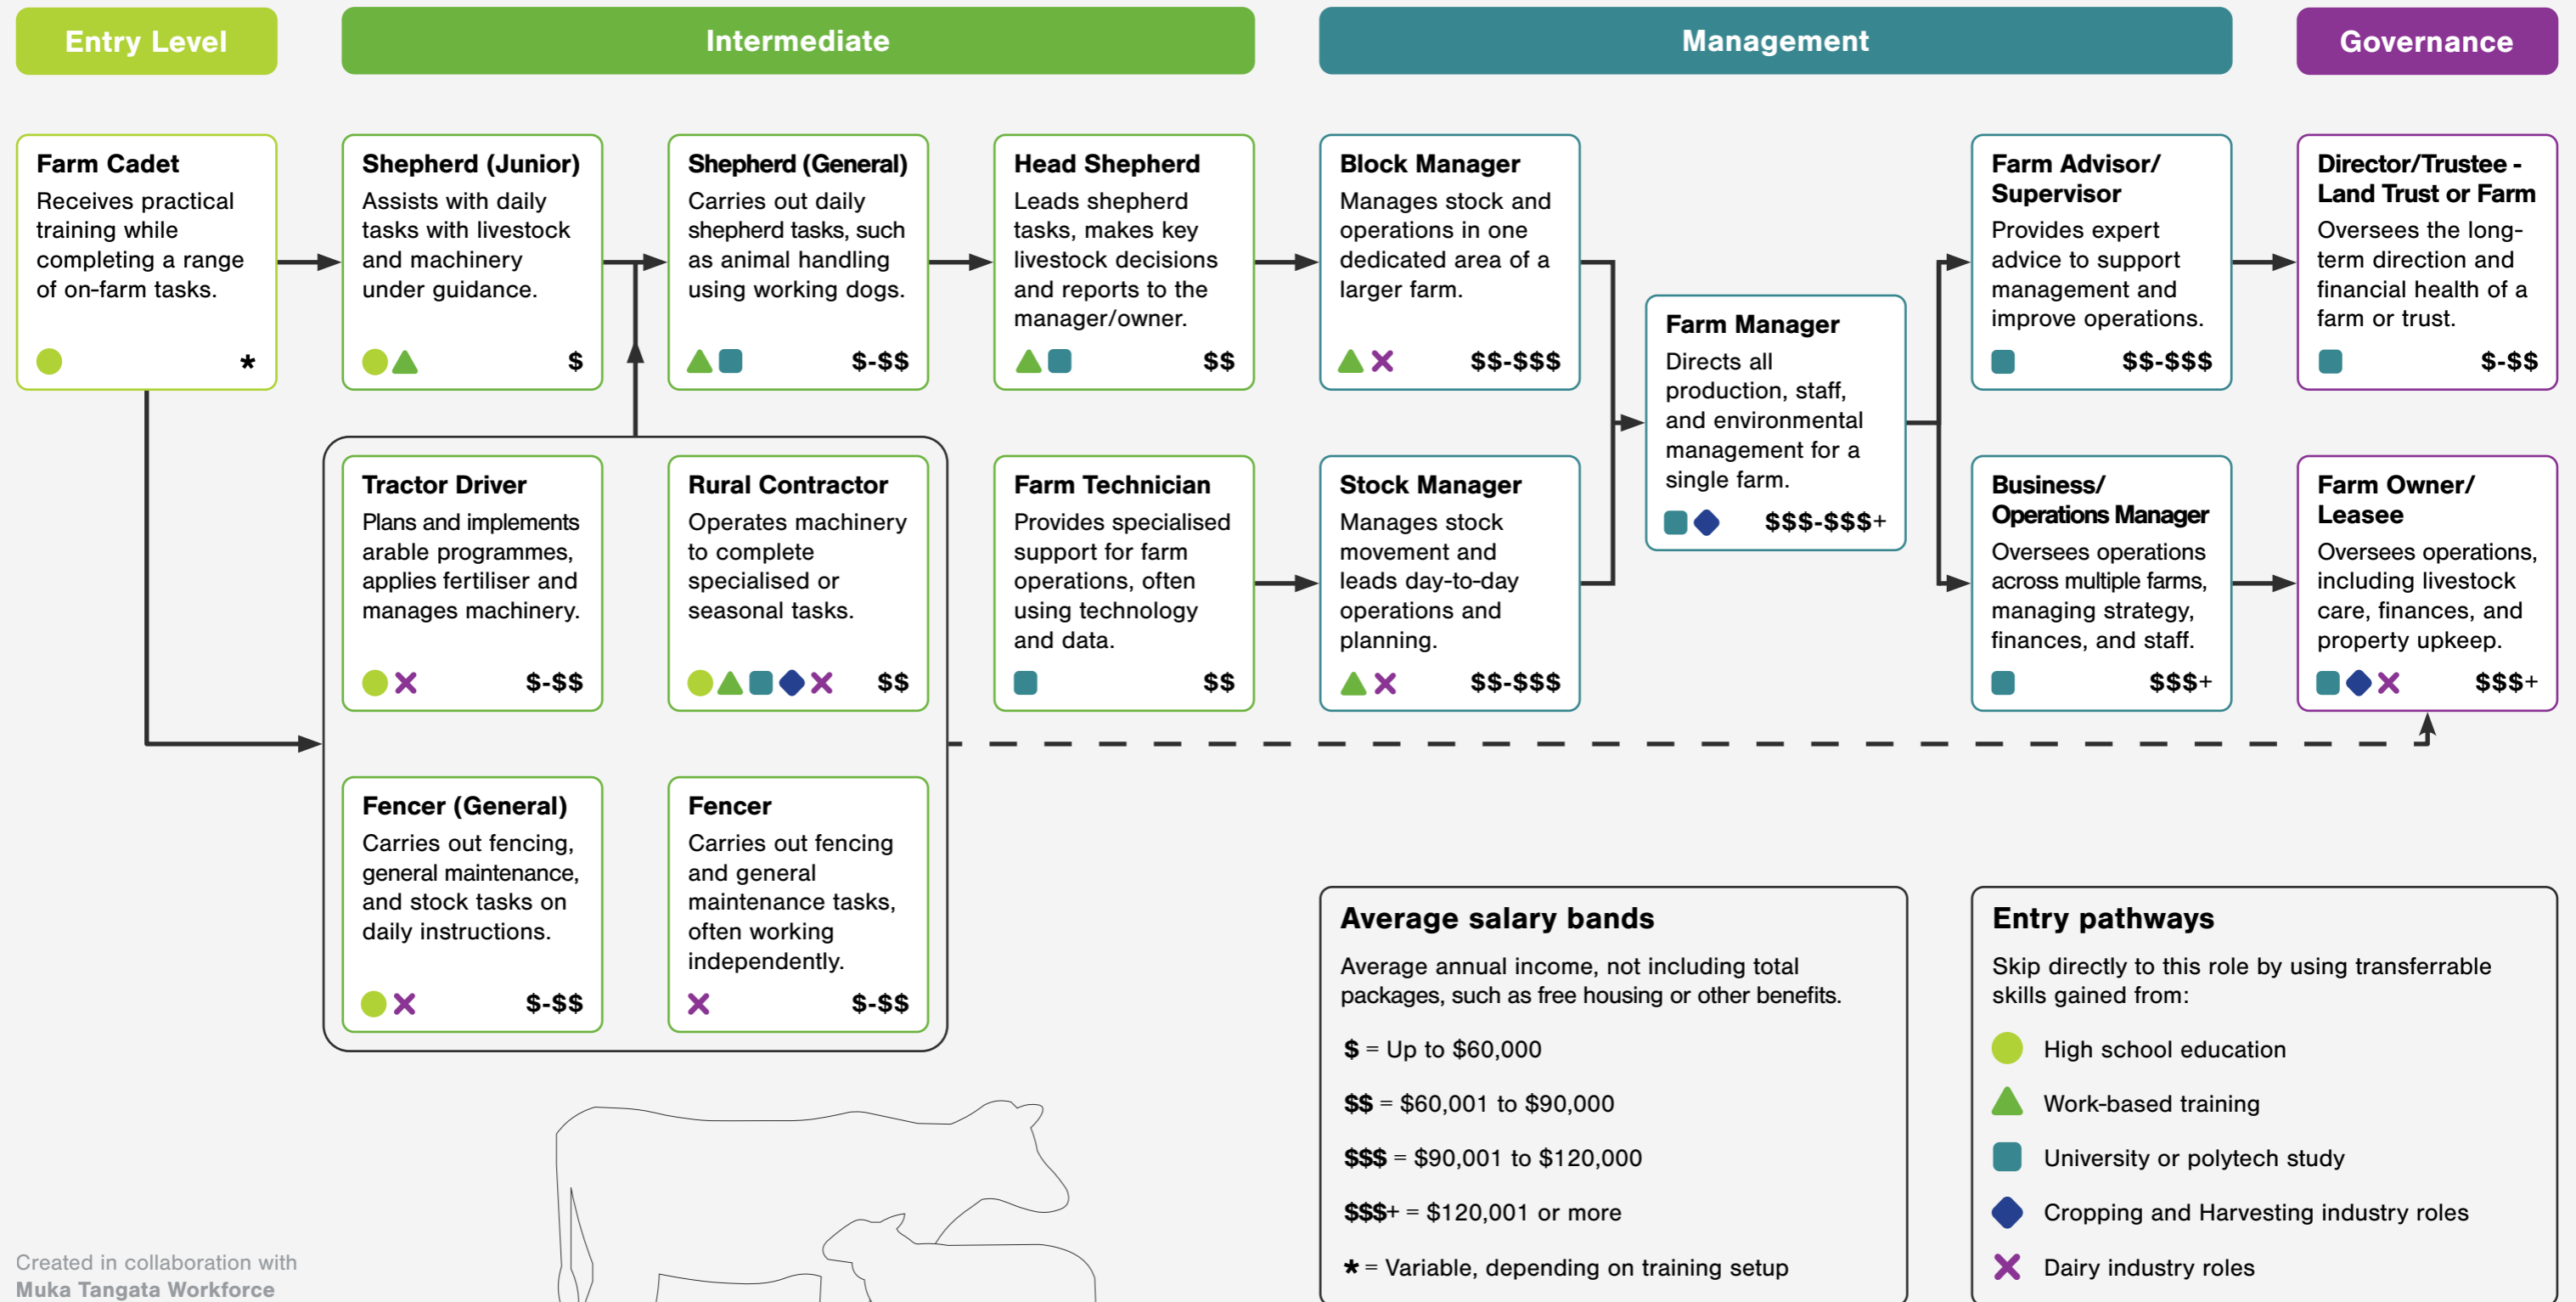 Entry Level
Intermediate
Management
Governance
Farm Cadet
Receives practical
training while
completing a range
of on-farm tasks.
*
Shepherd (Junior)
Assists with daily
tasks with livestock
and machinery
under guidance.
$
Shepherd (General)
Carries out daily
shepherd tasks, such
as animal handling
using working dogs.
$-$$
Head Shepherd
Leads shepherd
tasks, makes key
livestock decisions
and reports to the
manager/owner.
$$
Block Manager
Manages stock and
operations in one
dedicated area of a
larger farm.
$$-$$$
Farm Manager
Directs all
production, staff,
and environmental
management for a
single farm.
$$$-$$$+
Farm Advisor/
Supervisor
Provides expert
advice to support
management and
improve operations.
$$-$$$
Director/Trustee -
Land Trust or Farm
Oversees the long-
term direction and
financial health of a
farm or trust.
$-$$
Tractor Driver
Plans and implements
arable programmes,
applies fertiliser and
manages machinery.
$-$$
Rural Contractor
Operates machinery
to complete
specialised or
seasonal tasks.
$$
Farm Technician
Provides specialised
support for farm
operations, often
using technology
and data.
$$
Stock Manager
Manages stock
movement and
leads day-to-day
operations and
planning.
$$-$$$
Business/
Operations Manager
Oversees operations
across multiple farms,
managing strategy,
finances, and staff.
$$$+
Farm Owner/
Leasee
Oversees operations,
including livestock
care, finances, and
property upkeep.
$$$+
Fencer (General)
Carries out fencing,
general maintenance,
and stock tasks on
daily instructions.
$-$$
Fencer
Carries out fencing
and general
maintenance tasks,
often working
independently.
$-$$
Average salary bands
Average annual income, not including total
packages, such as free housing or other benefits.
$ = Up to $60,000
$$ = $60,001 to $90,000
$$$ = $90,001 to $120,000
$$$+ = $120,001 or more
* = Variable, depending on training setup
Entry pathways
Skip directly to this role by using transferrable
skills gained from:
High school education
Work-based training
University or polytech study
Cropping and Harvesting industry roles
Dairy industry roles
Created in collaboration with
Muka Tangata Workforce